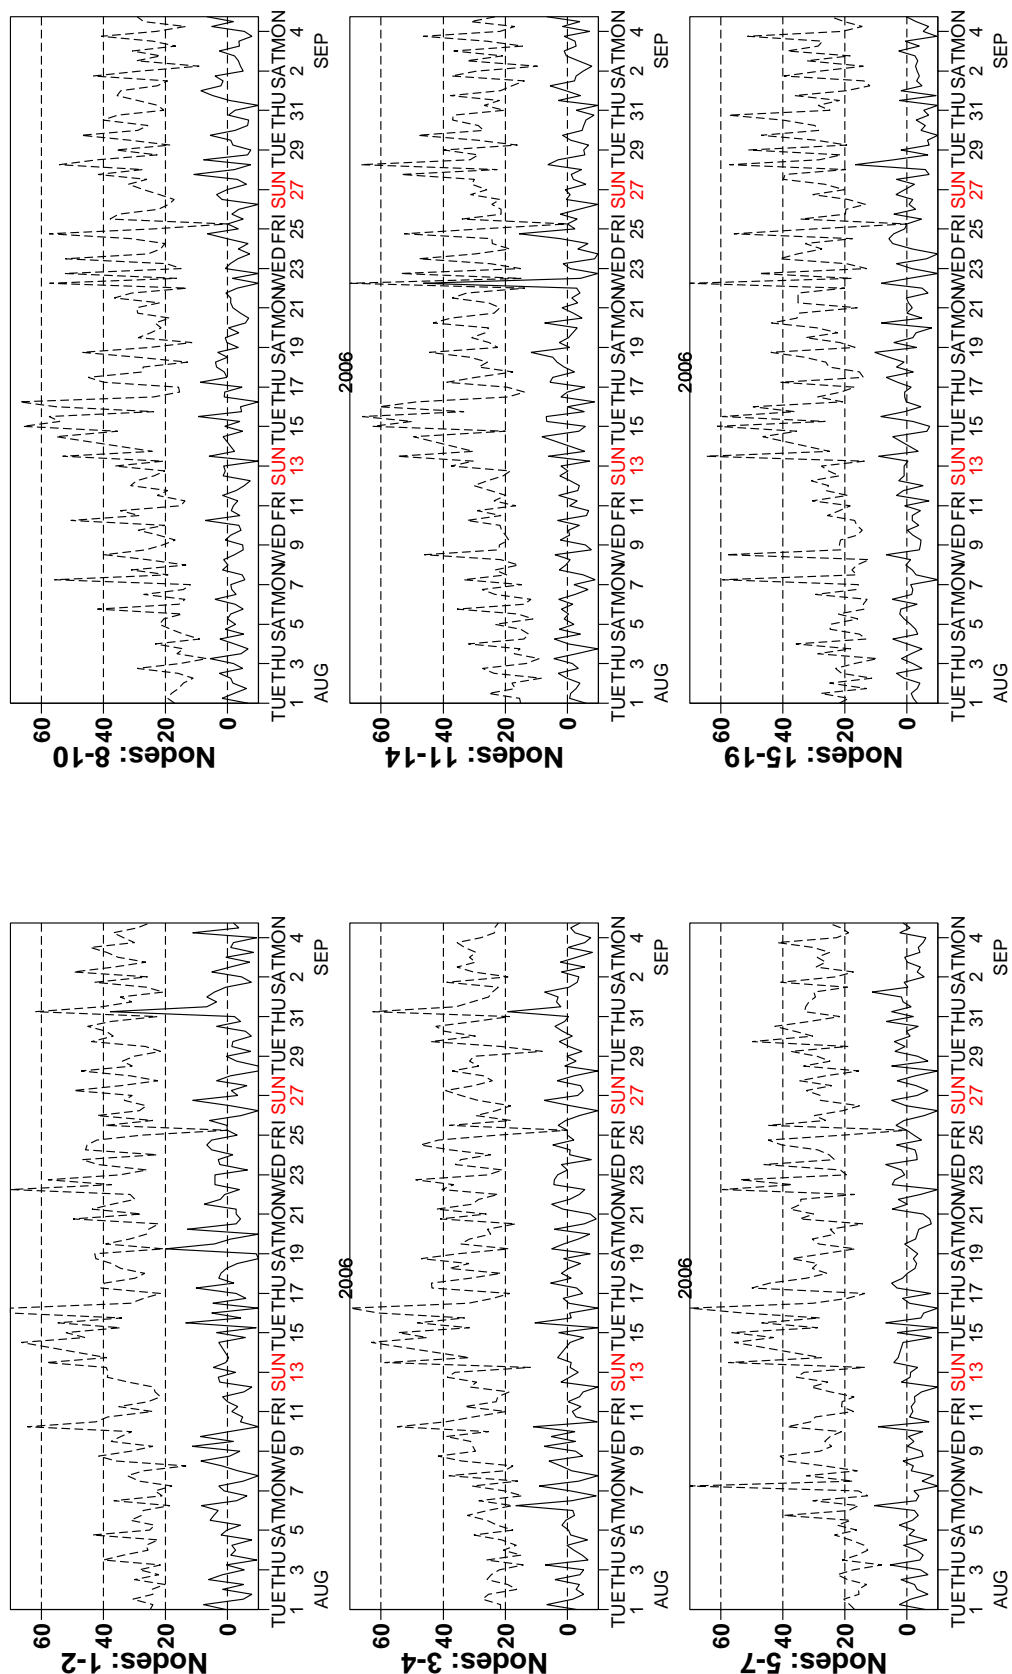 60
40
20
0
Nodes: 1-2
TUE THU SAT MON WED FRI SUN TUE THU SAT MON WED FRI SUN TUE THU SAT MON
1 3 5 7 9 11 13 15 17 19 21 23 25 27 29 31 2 4
AUG SEP
2006
60
40
20
0
Nodes: 3-4
TUE THU SAT MON WED FRI SUN TUE THU SAT MON WED FRI SUN TUE THU SAT MON
1 3 5 7 9 11 13 15 17 19 21 23 25 27 29 31 2 4
AUG SEP
2006
60
40
20
0
Nodes: 5-7
TUE THU SAT MON WED FRI SUN TUE THU SAT MON WED FRI SUN TUE THU SAT MON
1 3 5 7 9 11 13 15 17 19 21 23 25 27 29 31 2 4
AUG SEP
60
40
20
0
Nodes: 8-10
TUE THU SAT MON WED FRI SUN TUE THU SAT MON WED FRI SUN TUE THU SAT MON
1 3 5 7 9 11 13 15 17 19 21 23 25 27 29 31 2 4
AUG SEP
2006
60
40
20
0
Nodes: 11-14
TUE THU SAT MON WED FRI SUN TUE THU SAT MON WED FRI SUN TUE THU SAT MON
1 3 5 7 9 11 13 15 17 19 21 23 25 27 29 31 2 4
AUG SEP
2006
60
40
20
0
Nodes: 15-19
TUE THU SAT MON WED FRI SUN TUE THU SAT MON WED FRI SUN TUE THU SAT MON
1 3 5 7 9 11 13 15 17 19 21 23 25 27 29 31 2 4
AUG SEP